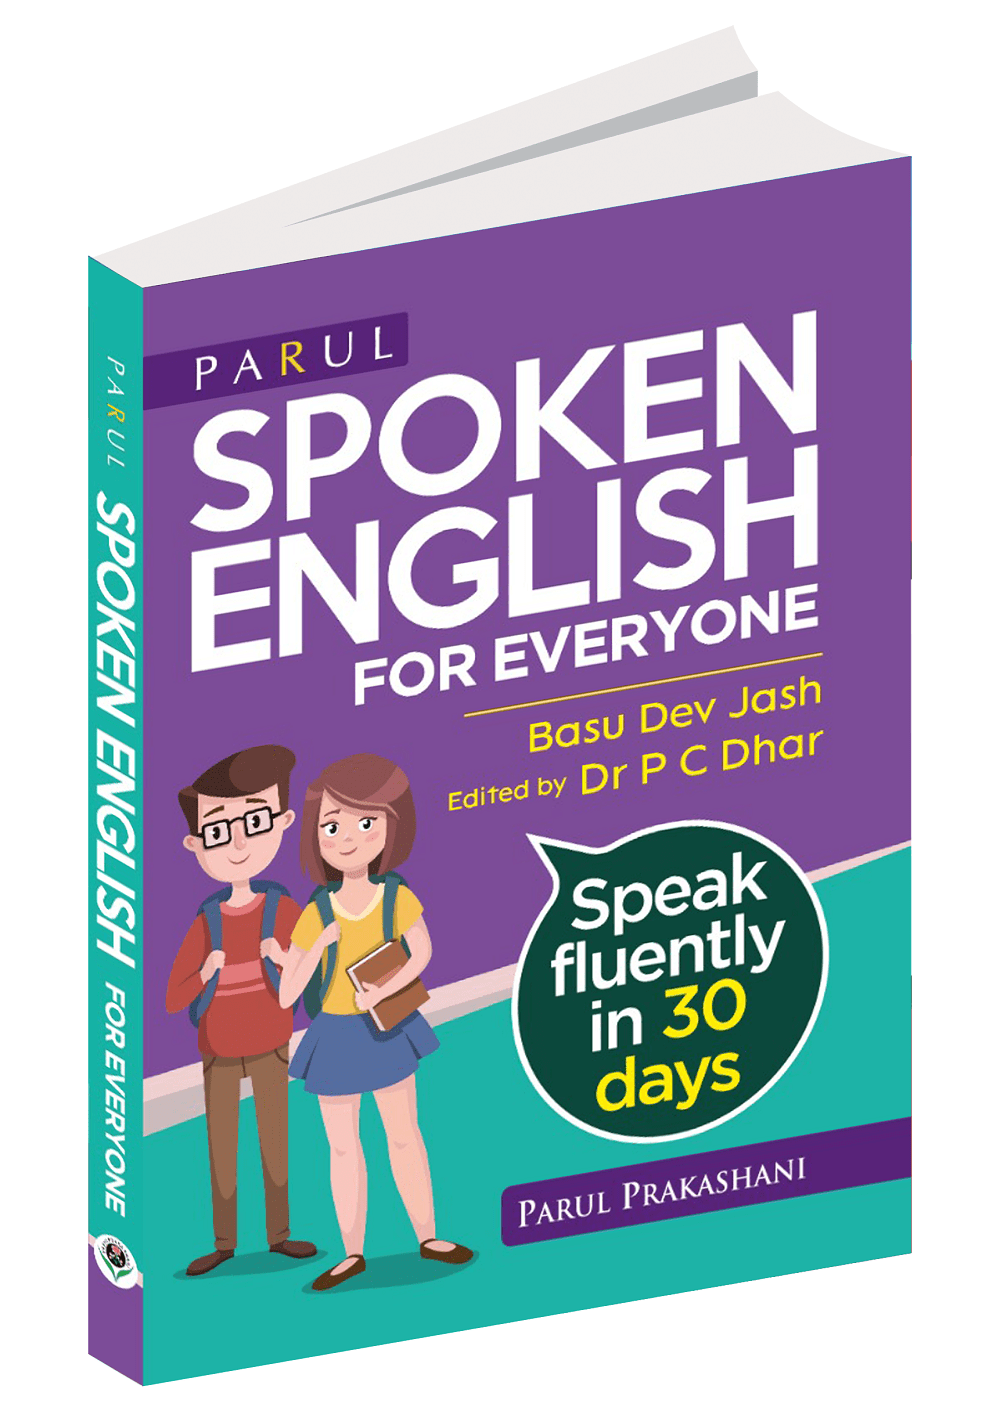 PARUL
SPOKEN
ENGLISH
FOR EVERYONE
Basu Dev Jash
Edited by Dr P C Dhar
Speak
fluently
in 30
days
PARUL PRAKASHANI
PARUL SPOKEN ENGLISH FOR EVERYONE